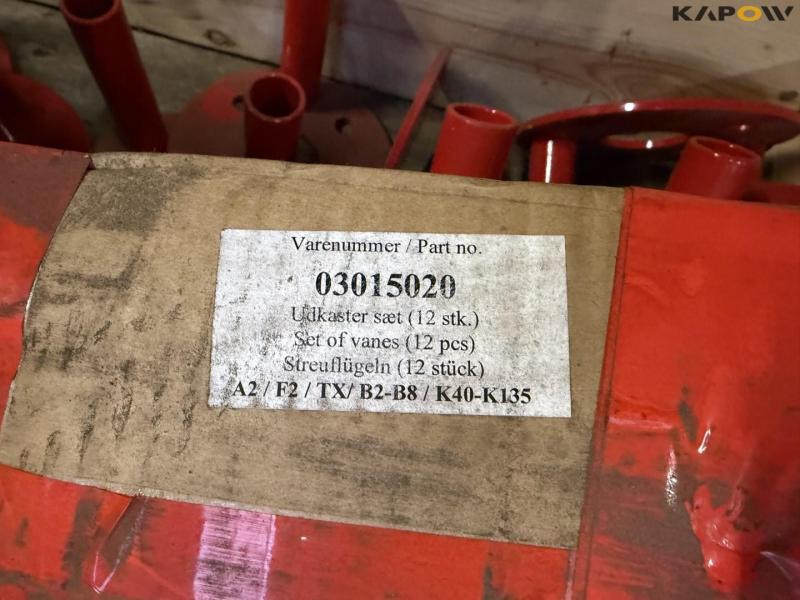 KAPOW
Varenummer / Part no.
03015020
Udkaster sæt (12 stk.)
Set of vanes (12 pcs)
Streuflügeln (12 stück)
A2 / F2 / TX/ B2-B8 / K40-K135